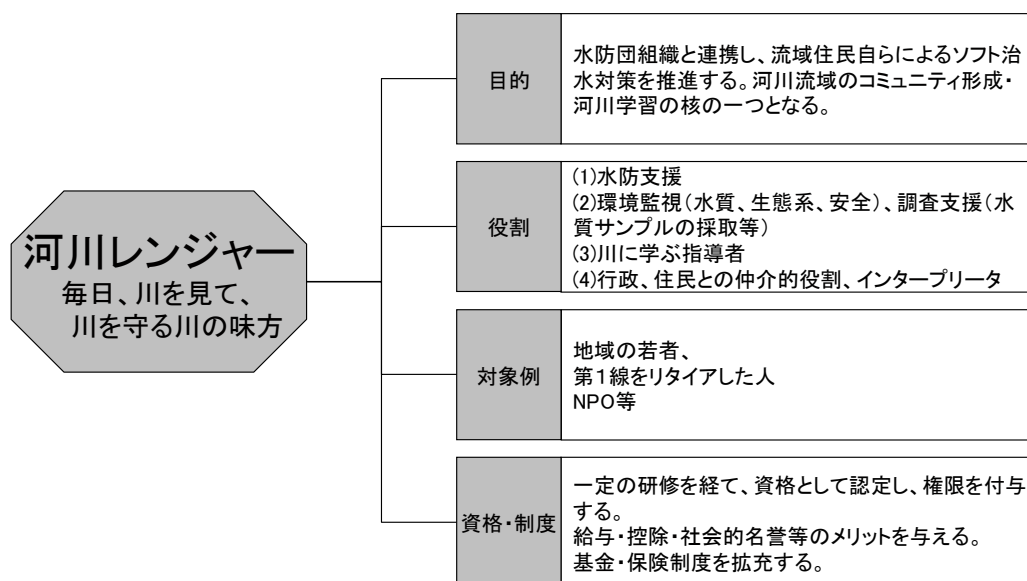 河川レンジャー
毎日、川を見て、
川を守る川の味方
目的
水防団組織と連携し、流域住民自らによるソフト治
水対策を推進する。河川流域のコミュニティ形成・
河川学習の核の一つとなる。
役割
(1)水防支援
(2)環境監視(水質、生態系、安全)、調査支援(水
質サンプルの採取等)
(3)川に学ぶ指導者
(4)行政、住民との仲介的役割、インタープリータ
対象例
地域の若者、
第1線をリタイアした人
NPO等
資格・制度
一定の研修を経て、資格として認定し、権限を付与
する。
給与・控除・社会的名誉等のメリットを与える。
基金・保険制度を拡充する。